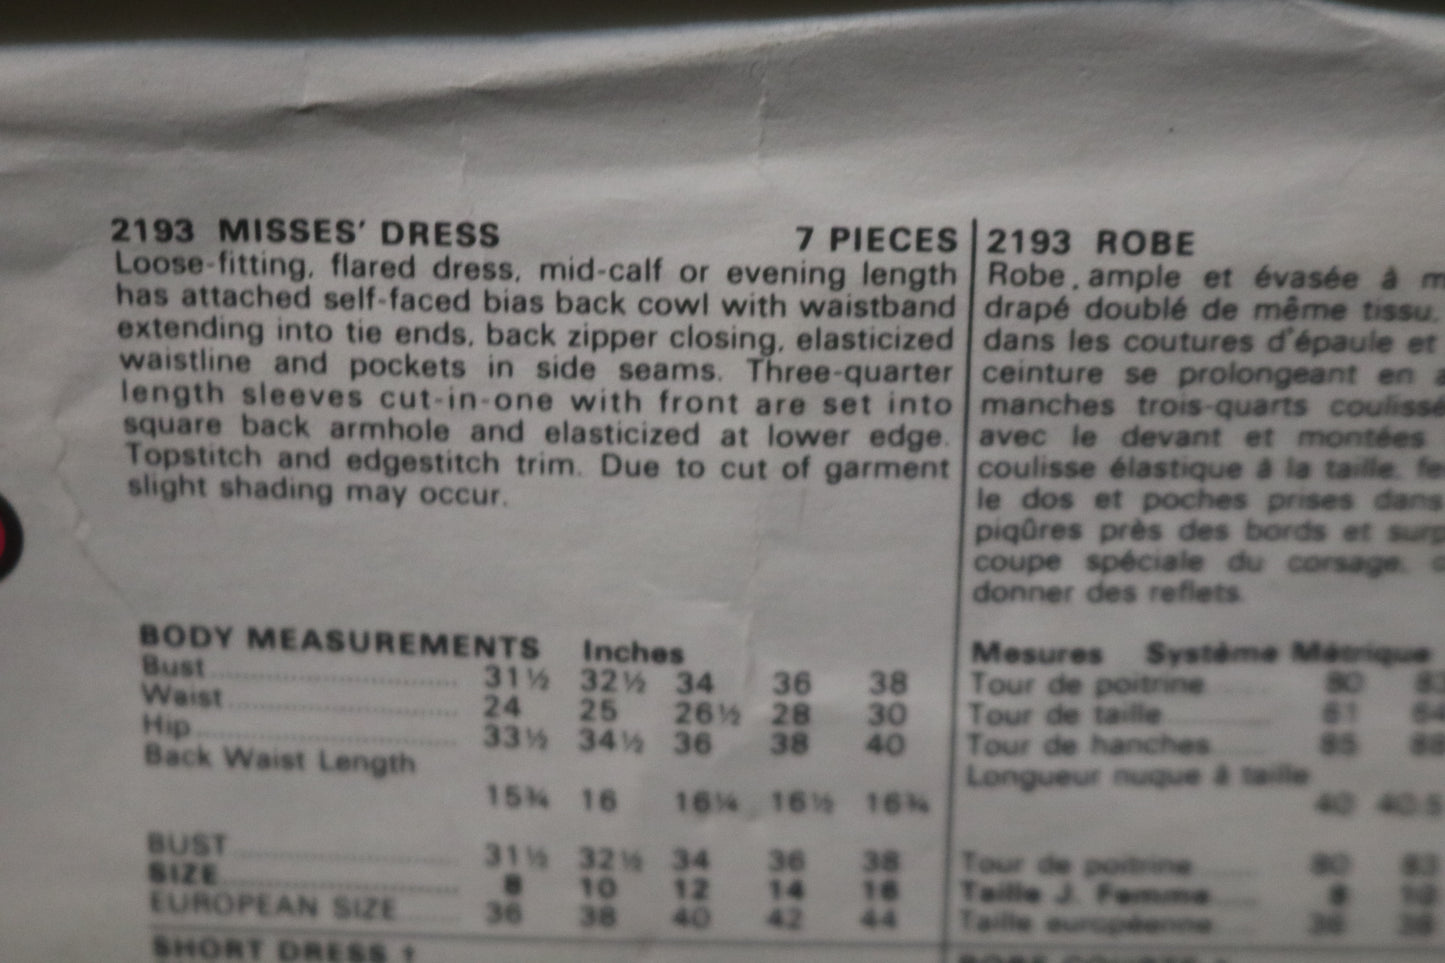 2193 MISSES' DRESS 7 PIECES
Loose-fitting, flared dress, mid-calf or evening length
has attached self-faced bias back cowl with waistband
extending into tie ends, back zipper closing, elasticized
waistline and pockets in side seams. Three-quarter
length sleeves cut-in-one with front are set into
square back armhole and elasticized at lower edge.
Topstitch and edgestitch trim. Due to cut of garment
slight shading may occur.
BODY MEASUREMENTS Inches
Bust 31½ 32½ 34 36 38
Waist 24 25 26½ 28 30
Hip 33½ 34½ 36 38 40
Back Waist Length
15¾ 16 16¼ 16½ 16¾
BUST 31½ 32½ 34 36 38
SIZE 8 10 12 14 16
EUROPEAN SIZE 36 38 40 42 44
SHORT DRESS †
2193 ROBE
Robe, ample et évasée à
drapé doublé de même tissu,
dans les coutures d'épaule et
ceinture se prolongeant en
manches trois-quarts
avec le devant et montées
coulisse élastique à la taille,
le dos et poches prises dans
piqûres près des bords et
coupe spéciale du corsage,
donner des reflets.
Mesures Système Métrique
Tour de poitrine 80 83
Tour de taille 61 64
Tour de hanches 85 88
Longueur nuque à taille
40 40.5
Tour de poitrine 80 83
Taille J. Femme 8 10
Taille européenne 36 38